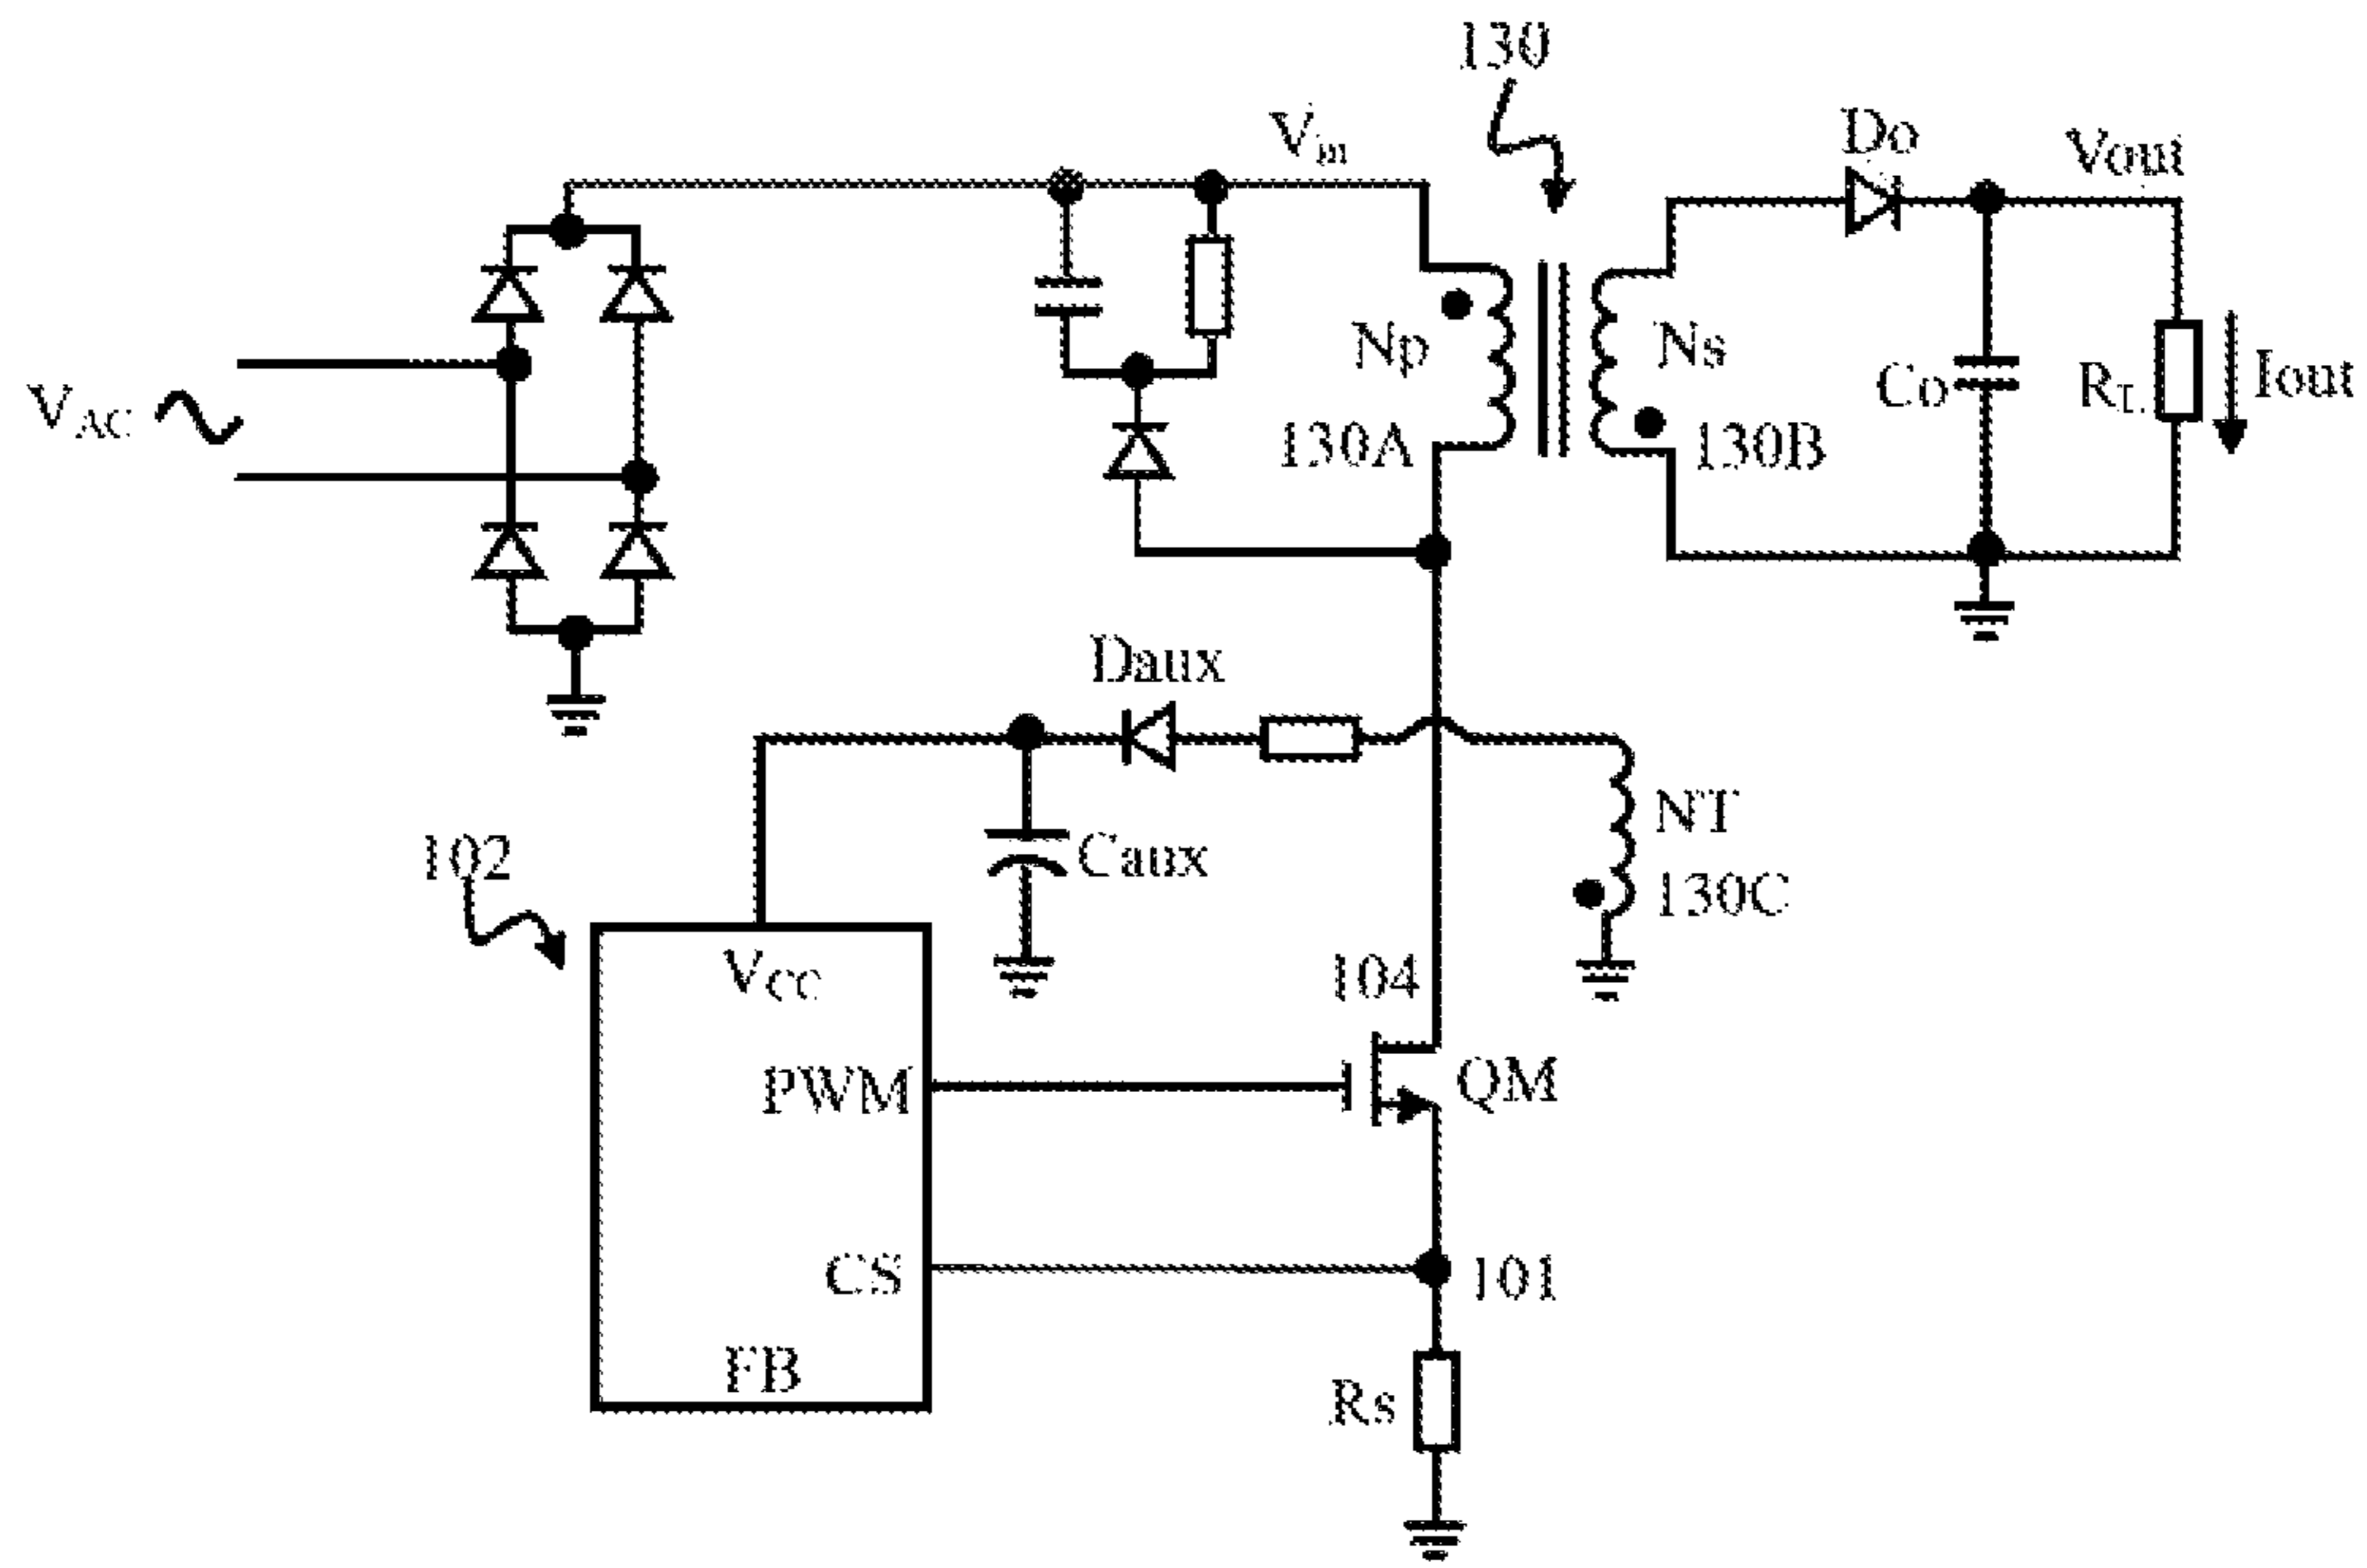 130
Vin
Do
Vout
VAC
Np
130A
Ns
130B
Co
RL
Iout
Daux
Caux
NT
130C
102
VCC
104
PWM
QM
CS
101
FB
Rs